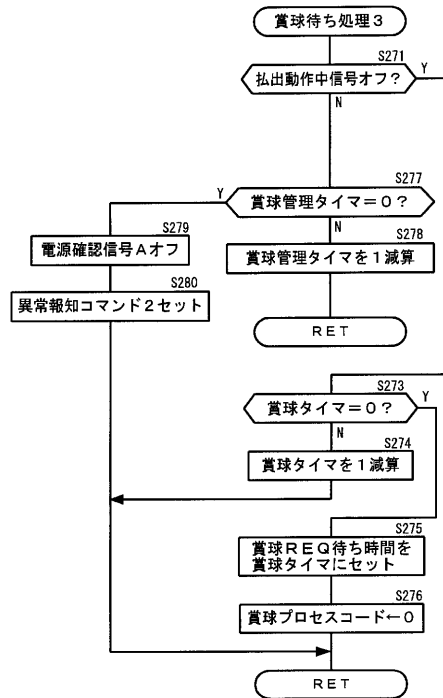 賞球待ち処理3
S271
払出動作中信号オフ?
Y
N
S277
Y
賞球管理タイマ=0?
S279
電源確認信号Aオフ
N
S278
賞球管理タイマを1減算
S280
異常報知コマンド2セット
RET
S273
賞球タイマ=0?
Y
N
S274
賞球タイマを1減算
S275
賞球REQ待ち時間を
賞球タイマにセット
S276
賞球プロセスコード←0
RET